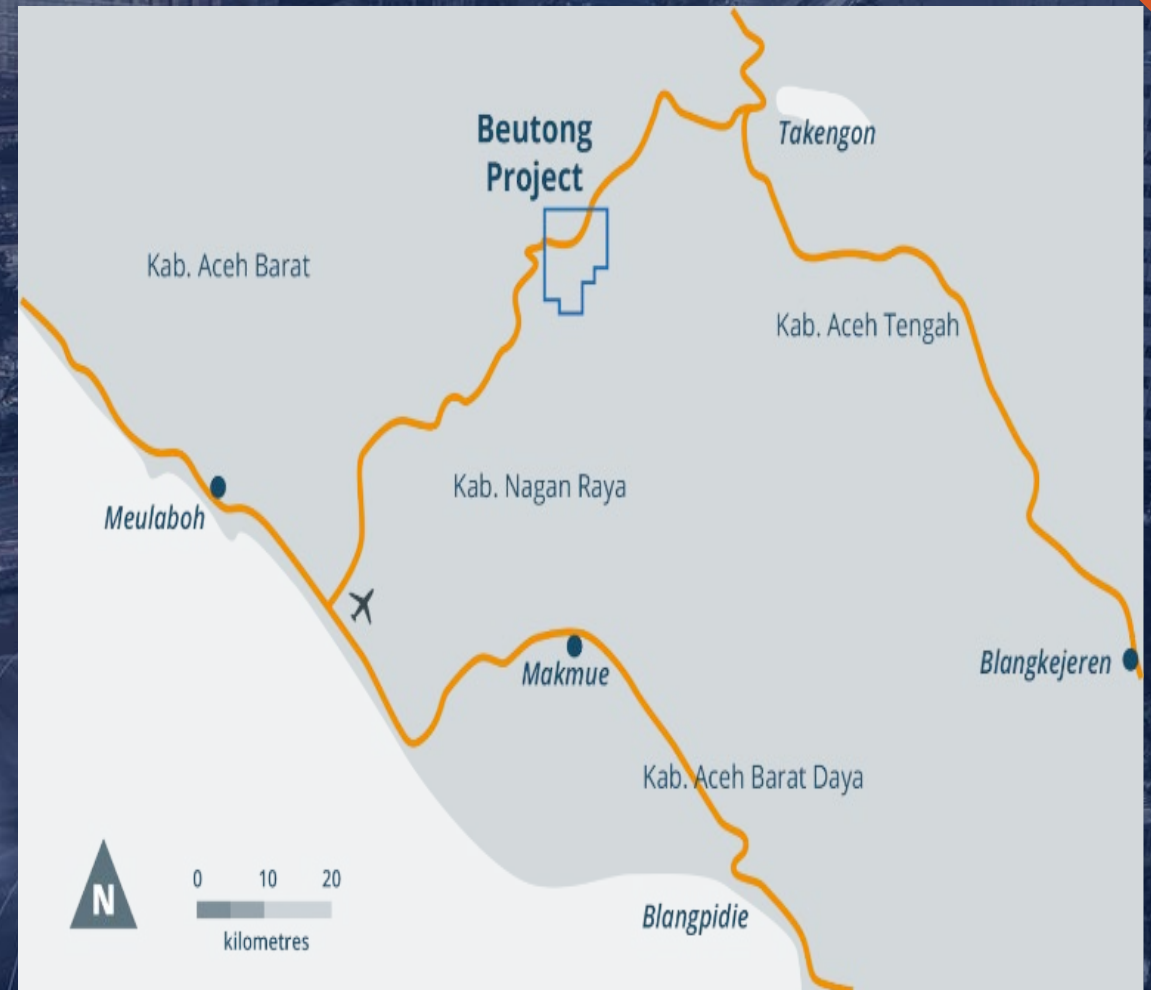 Beutong
Project
Takengon
Kab. Aceh Barat
Kab. Aceh Tengah
Kab. Nagan Raya
Meulaboh
Makmue
Blangkejeren
Kab. Aceh Barat Daya
N
0 10 20
kilometres
Blangpidie